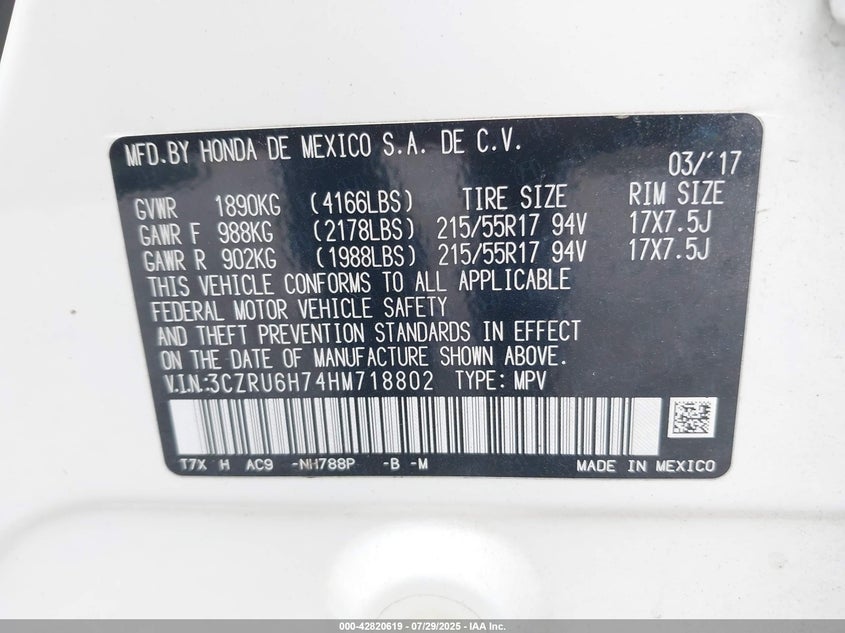 MFD.BY HONDA DE MEXICO S.A. DE C.V.
03/'17
GVWR 1890KG (4166LBS) TIRE SIZE RIM SIZE
GAWR F 988KG (2178LBS) 215/55R17 94V 17X7.5J
GAWR R 902KG (1988LBS) 215/55R17 94V 17X7.5J
THIS VEHICLE CONFORMS TO ALL APPLICABLE
FEDERAL MOTOR VEHICLE SAFETY
AND THEFT PREVENTION STANDARDS IN EFFECT
ON THE DATE OF MANUFACTURE SHOWN ABOVE.
V.I.N.:3CZRU6H74HM718802 TYPE: MPV
T7X H AC9 -NH788P -B -M MADE IN MEXICO
000-42820619 - 07/29/2025 - IAA Inc.